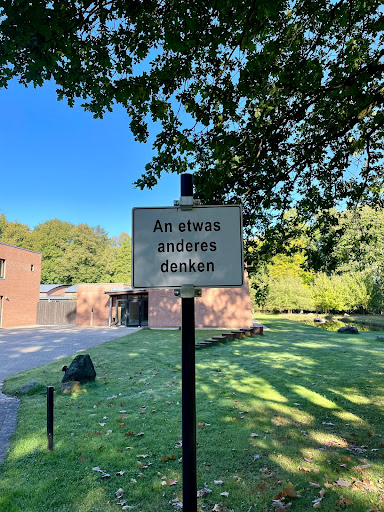 An etwas
anderes
denken